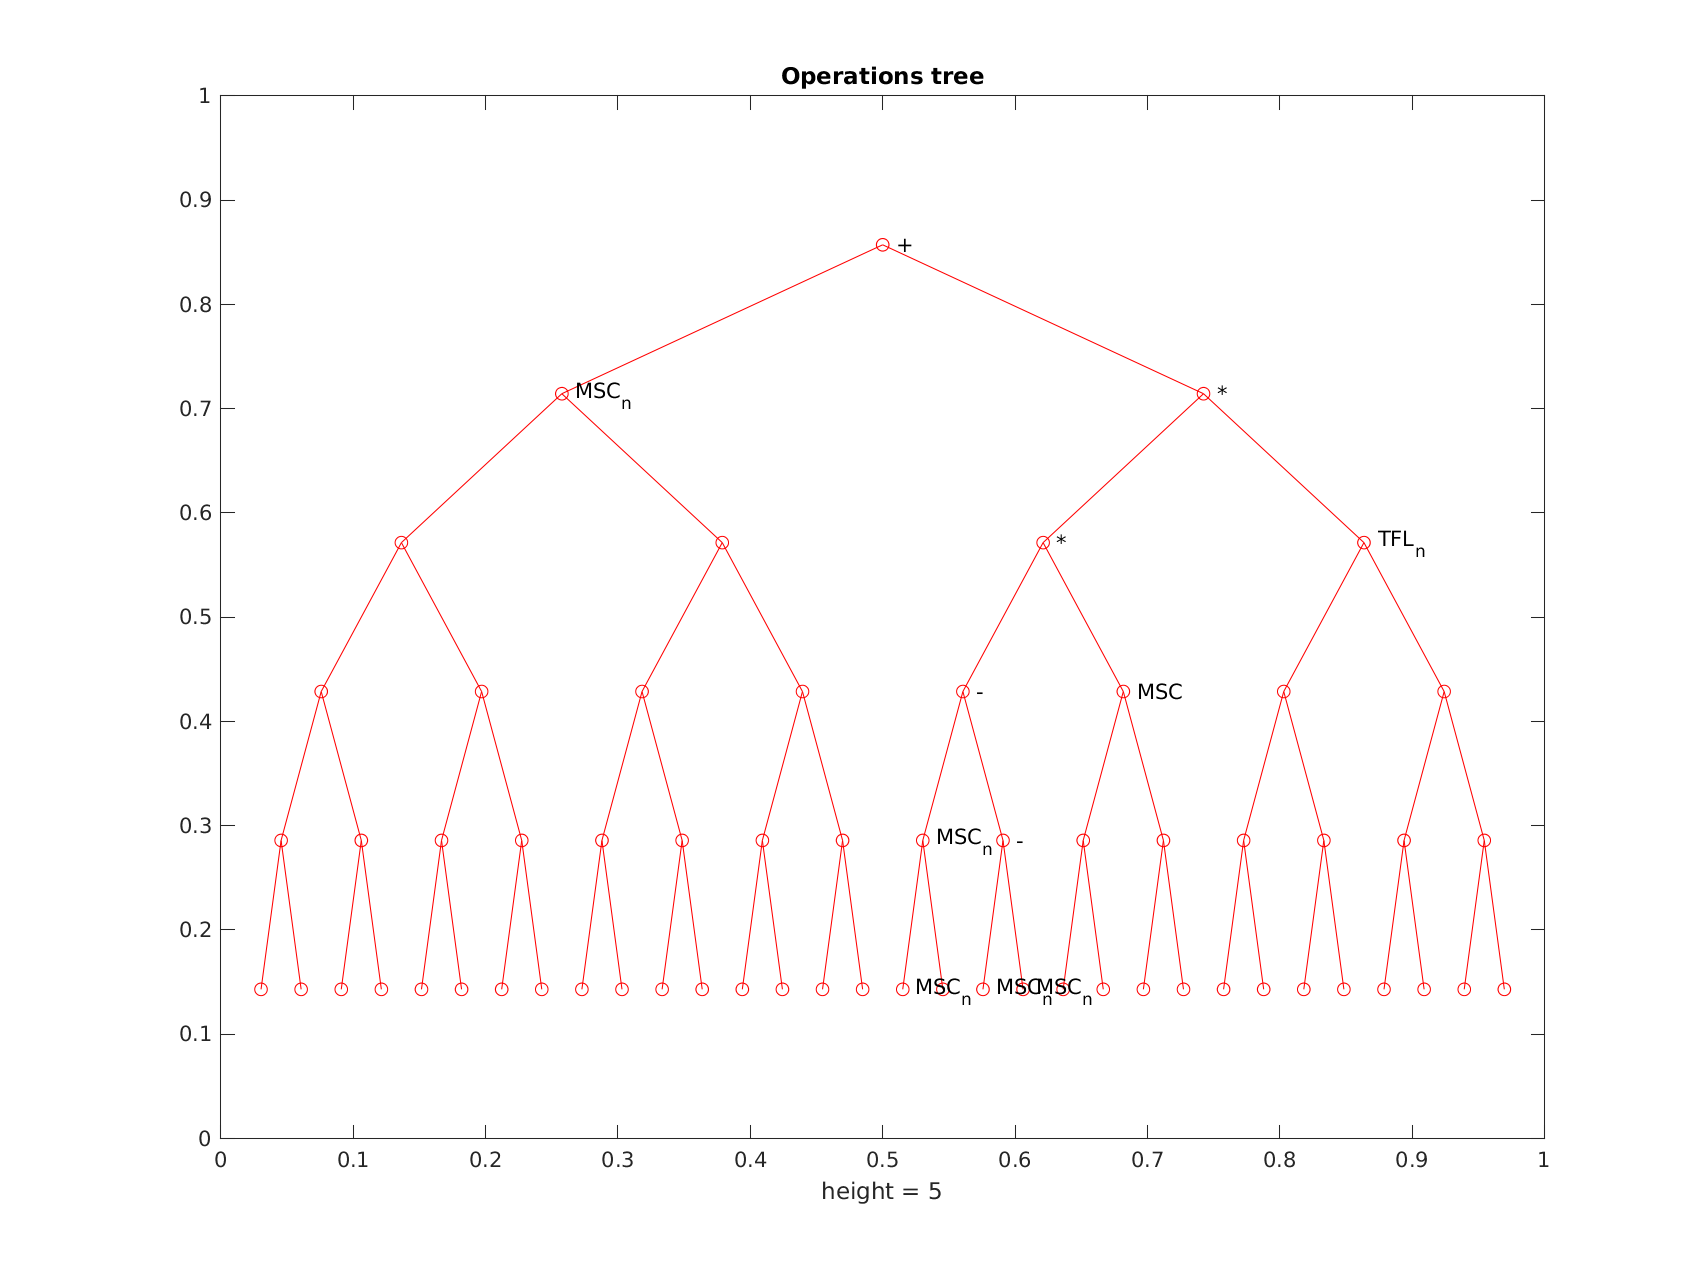 Operations tree
1
0.9
+
0.8
MSCn *
0.7
0.6
* TFLn
0.5
- MSC
0.4
0.3
MSCn -
0.2
MSCn MSCn MSCn
0.1
0
0 0.1 0.2 0.3 0.4 0.5 0.6 0.7 0.8 0.9 1
height = 5